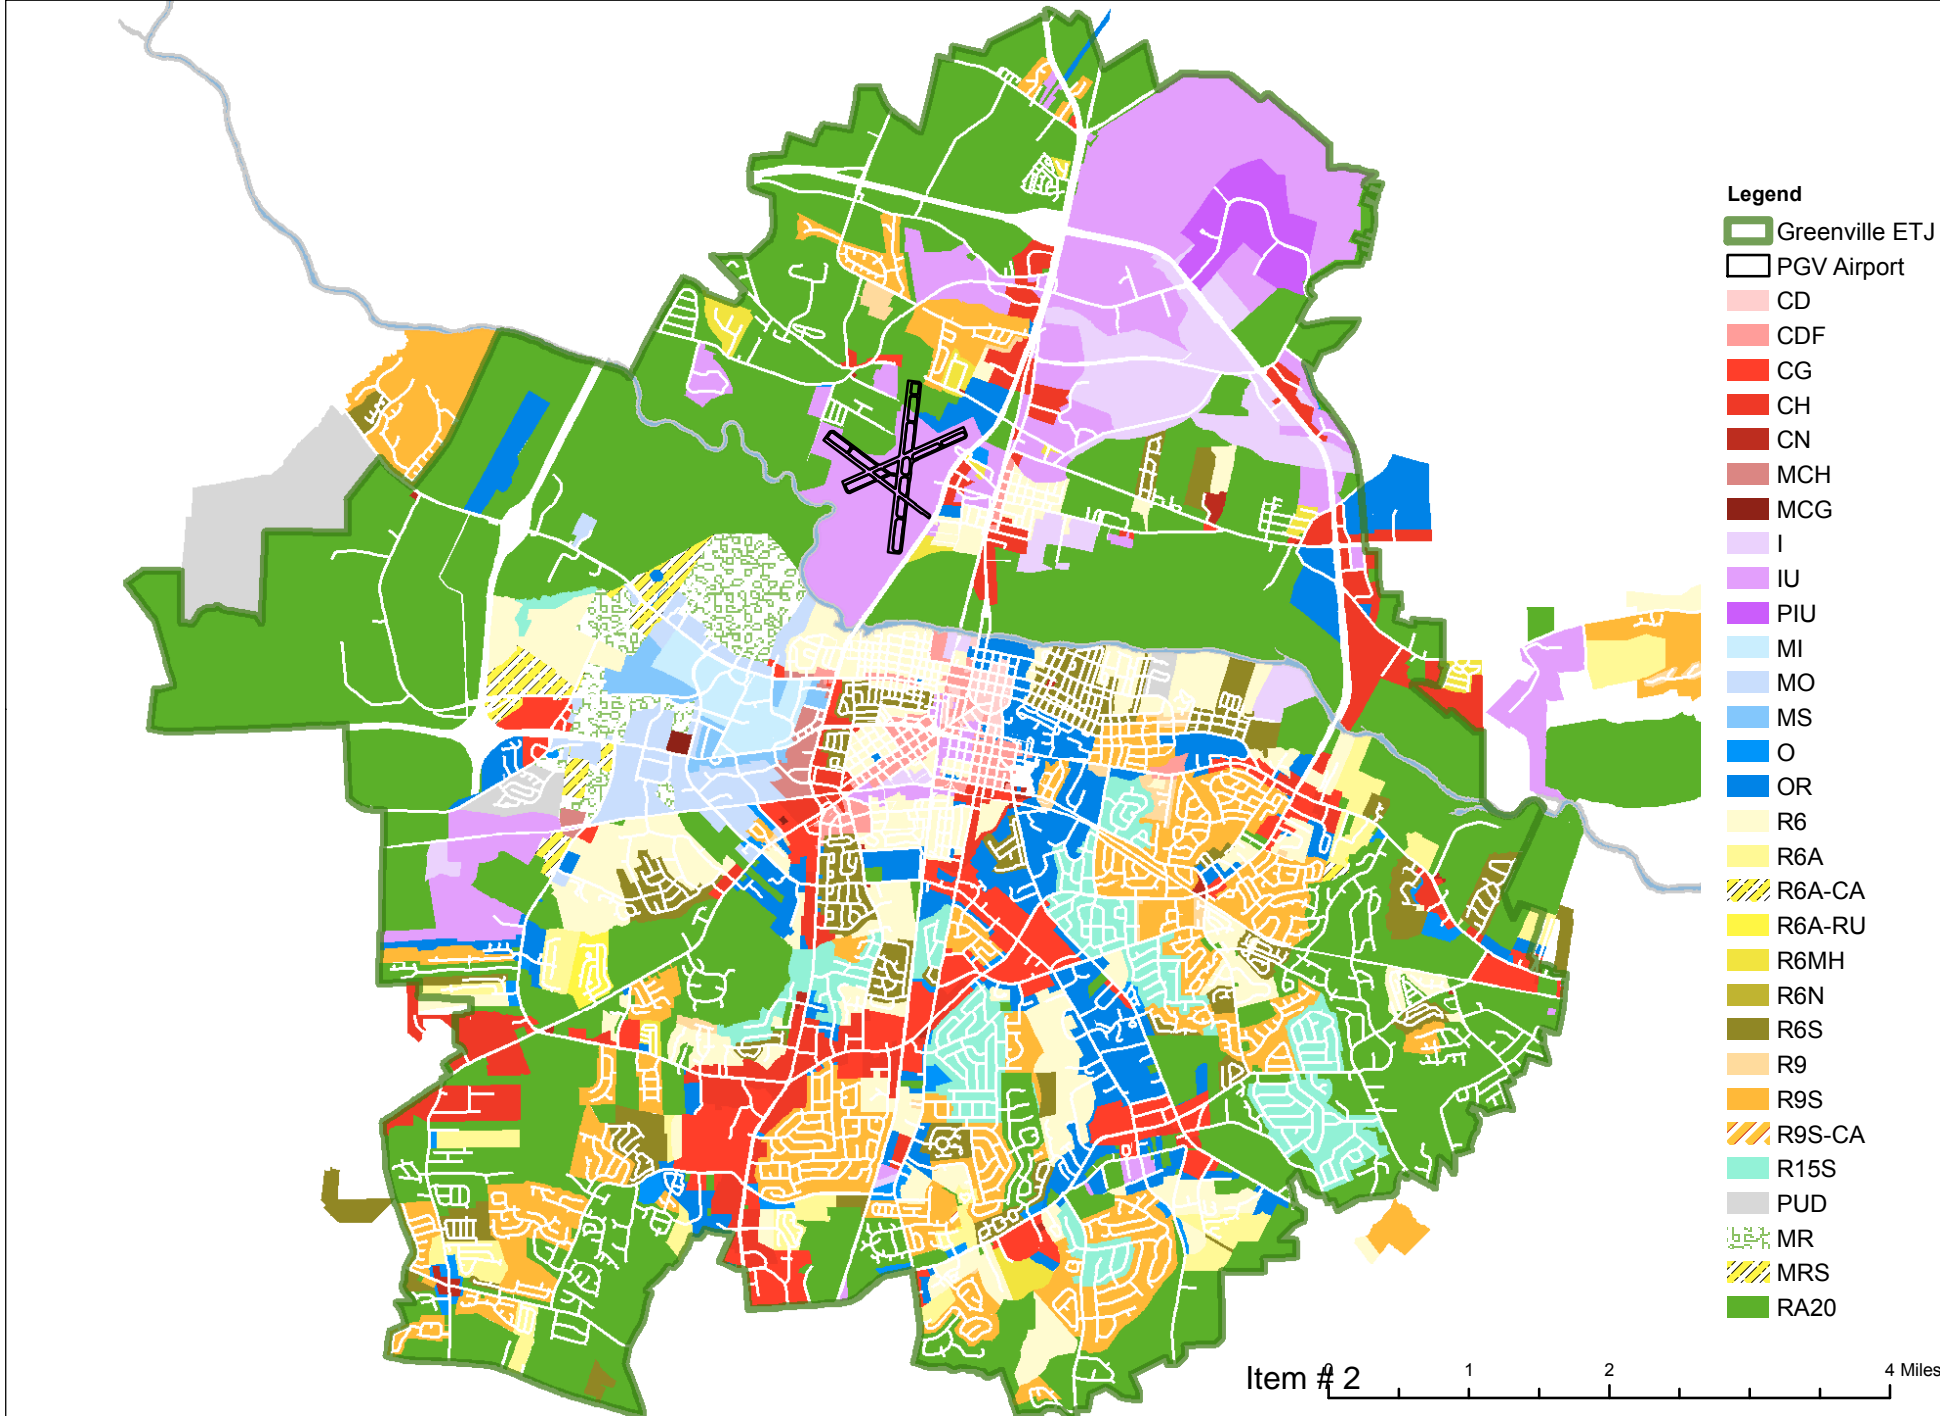 Legend
Greenville ETJ
PGV Airport
CD
CDF
CG
CH
CN
MCH
MCG
I
IU
PIU
MI
MO
MS
O
OR
R6
R6A
R6A-CA
R6A-RU
R6MH
R6N
R6S
R9
R9S
R9S-CA
R15S
PUD
MR
MRS
RA20
0 1 2 4 Miles
Item # 2